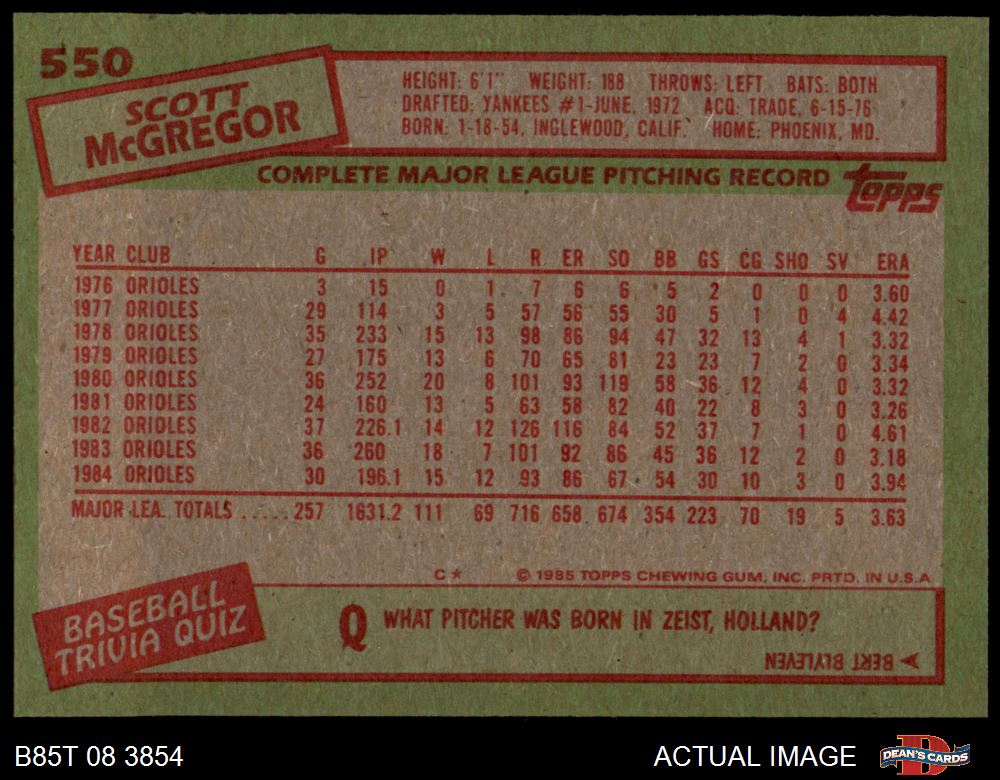 550
SCOTT
McGREGOR
HEIGHT: 6'1" WEIGHT: 188 THROWS: LEFT BATS: BOTH
DRAFTED: YANKEES #1-JUNE, 1972 ACQ: TRADE, 6-15-76
BORN: 1-18-54, INGLEWOOD, CALIF. HOME: PHOENIX, MD.
COMPLETE MAJOR LEAGUE PITCHING RECORD
topps
YEAR CLUB G IP W L R ER SO BB GS CG SHO SV ERA
1976 ORIOLES 3 15 0 1 7 6 6 5 2 0 0 0 3.60
1977 ORIOLES 29 114 3 5 57 56 55 30 5 1 0 4 4.42
1978 ORIOLES 35 233 15 13 98 86 94 47 32 13 4 1 3.32
1979 ORIOLES 27 175 13 6 70 65 81 23 23 7 2 0 3.34
1980 ORIOLES 36 252 20 8 101 93 119 58 36 12 4 0 3.32
1981 ORIOLES 24 160 13 5 63 58 82 40 22 8 3 0 3.26
1982 ORIOLES 37 226.1 14 12 126 116 84 52 37 7 1 0 4.61
1983 ORIOLES 36 260 18 7 101 92 86 45 36 12 2 0 3.18
1984 ORIOLES 30 196.1 15 12 93 86 67 54 30 10 3 0 3.94
MAJOR LEA. TOTALS ..... 257 1631.2 111 69 716 658 674 354 223 70 19 5 3.63
C* © 1985 TOPPS CHEWING GUM, INC. PRTD. IN U.S.A
BASEBALL
TRIVIA QUIZ
Q WHAT PITCHER WAS BORN IN ZEIST, HOLLAND?
BERT BLYLEVEN
B85T 08 3854
ACTUAL IMAGE
D
DEAN'S CARDS